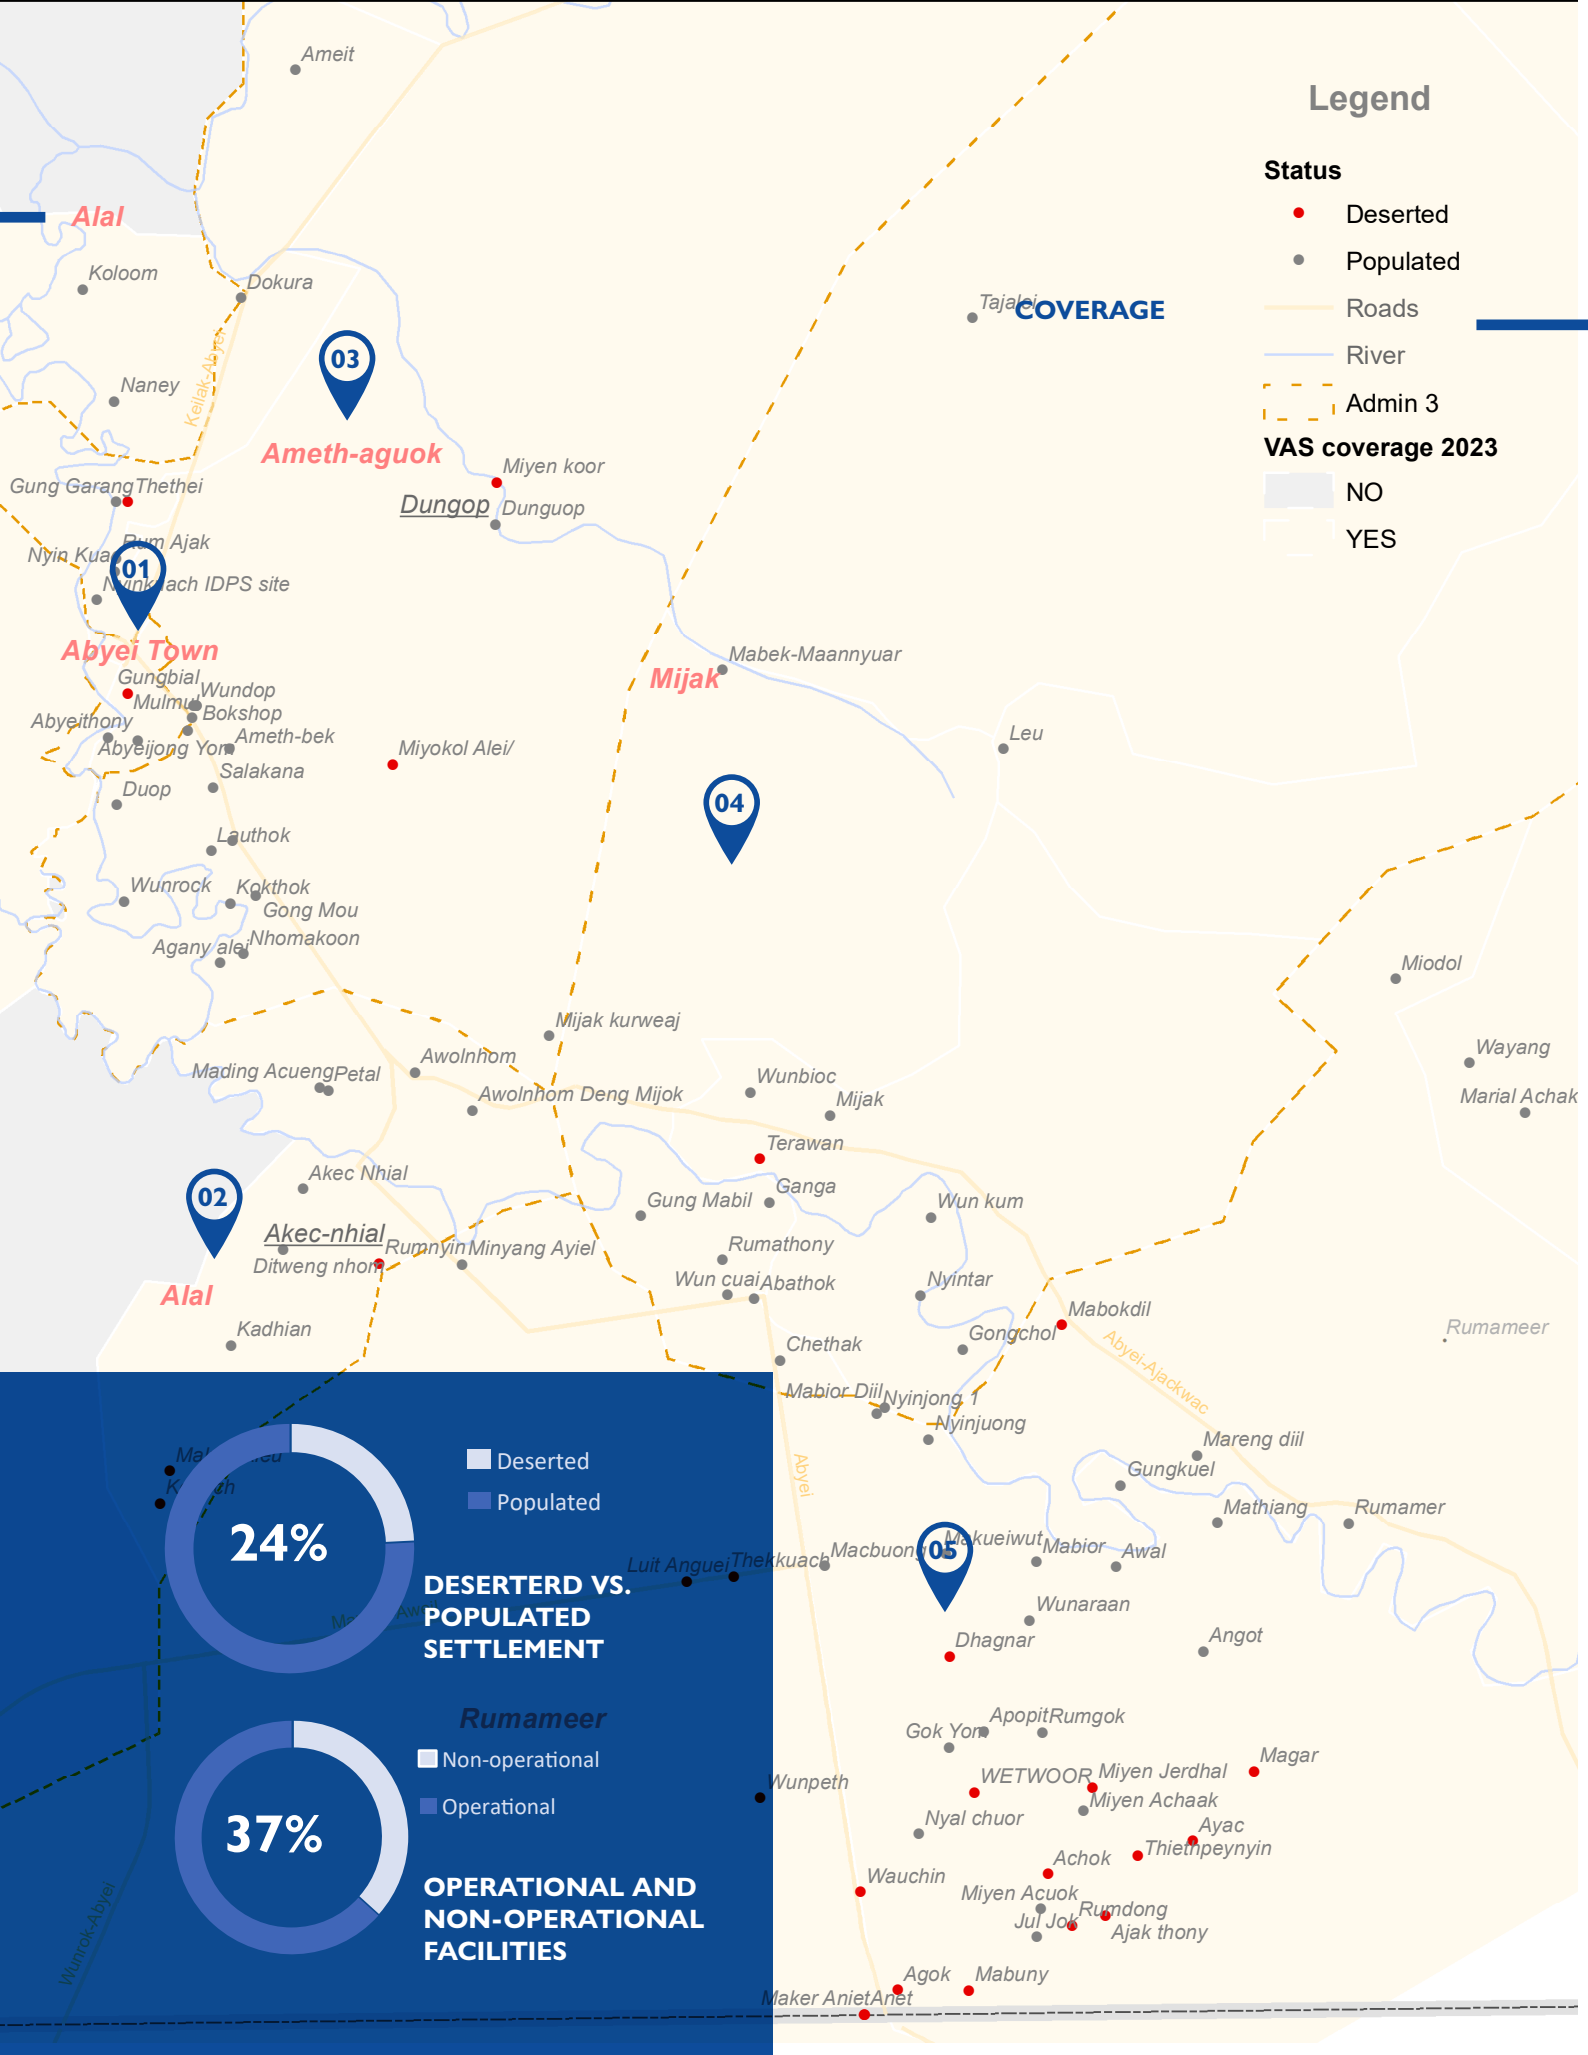 Ameit
Legend
Status
Deserted
Populated
Roads
River
Admin 3
VAS coverage 2023
NO
YES
Alal
Koloom
Dokura
Tajalei
COVERAGE
Keilak-Abyei
03
Naney
Ameth-aguok
Miyen koor
Gung Garang
Thethei
Dungop
Dunguop
Rum Ajak
Nyin Kuac
01
Nyinkuach IDPS site
Abyei Town
Mabek-Maannyuar
Mijak
Gungbial
Wundop
Mulmul
Bokshop
Abyeithony
Ameth-bek
Abyeijong Yom
Miyokol Alei/
Leu
Salakana
Duop
04
Lauthok
Wunrock
Kokthok
Gong Mou
Nhomakoon
Agany alei
Miodol
Mijak kurweaj
Wayang
Awolnhom
Mading Acueng
Petal
Wunbioc
Awolnhom Deng Mijok
Mijak
Marial Achak
Terawan
Akec Nhial
02
Ganga
Gung Mabil
Wun kum
Akec-nhial
Rumnyin
Minyang Ayiel
Rumathony
Ditweng nhom
Wun cuai
Abathok
Nyintar
Alal
Mabokdil
Kadhian
Gongchol
Rumameer
Chethak
Abyei-Ajackwac
Mabior Diil
Nyinjong 1
Nyinjuong
Mareng diil
Gungkuel
Abyei
Deserted
Populated
Mathiang
Rumamer
24%
Makueiwut
05
Macbuong
Mabior
Awal
Luit Anguei
Thekkuach
DESERTERD VS.
POPULATED
SETTLEMENT
Wunaraan
Dhagnar
Angot
Rumameer
Apopit
Rumgok
Gok Yom
Non-operational
Operational
Magar
WETWOOR
Miyen Jerdhal
Wunpeth
Miyen Achaak
Nyal chuor
Ayac
37%
Thiethpeynyin
Achok
Wauchin
Miyen Acuok
OPERATIONAL AND
NON-OPERATIONAL
FACILITIES
Rumdong
Jul Jok
Ajak thony
Wunrok-Abyei
Agok
Mabuny
Maker Aniet
Anet